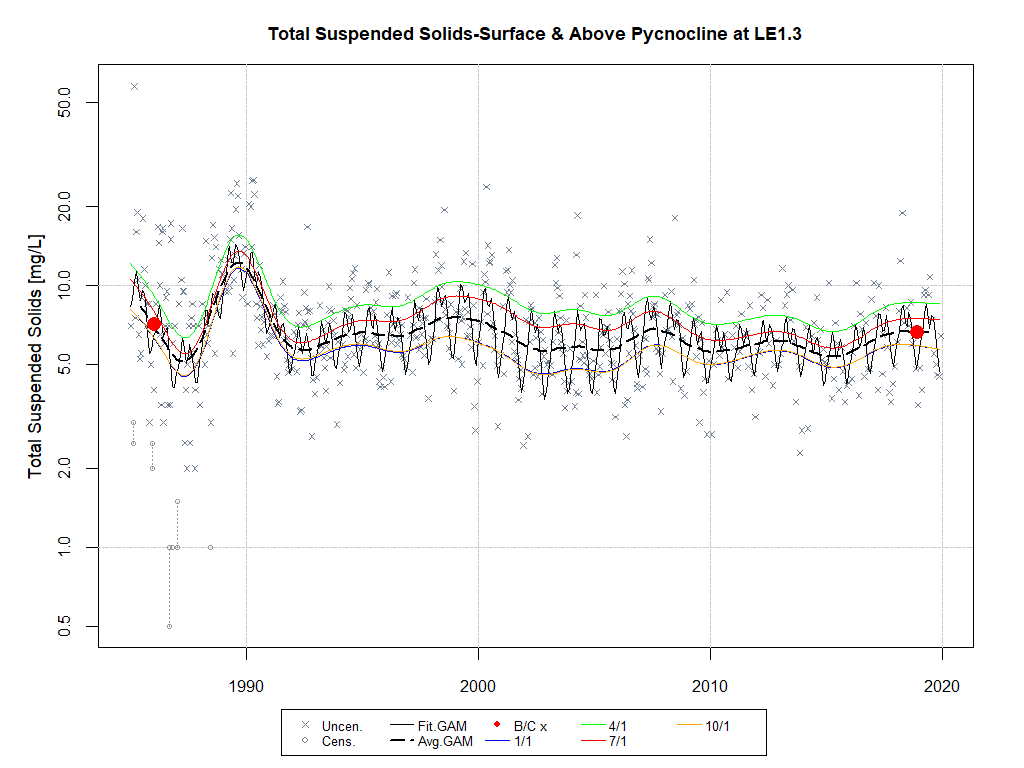 Total Suspended Solids-Surface & Above Pycnocline at LE1.3
Total Suspended Solids [mg/L]
50.0
20.0
10.0
5.0
2.0
1.0
0.5
1990 2000 2010 2020
Uncen. Fit.GAM B/C x 4/1 10/1
Cens. Avg.GAM 1/1 7/1